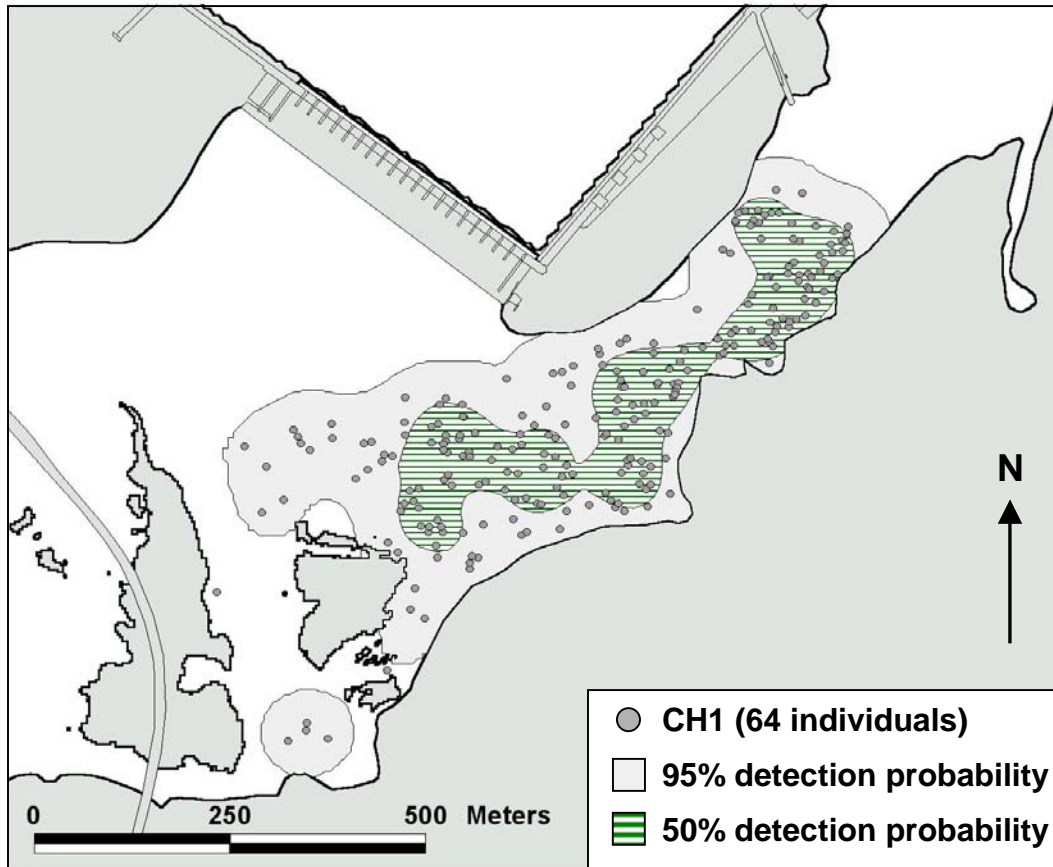 N
CH1 (64 individuals)
95% detection probability
50% detection probability
0 250 500 Meters